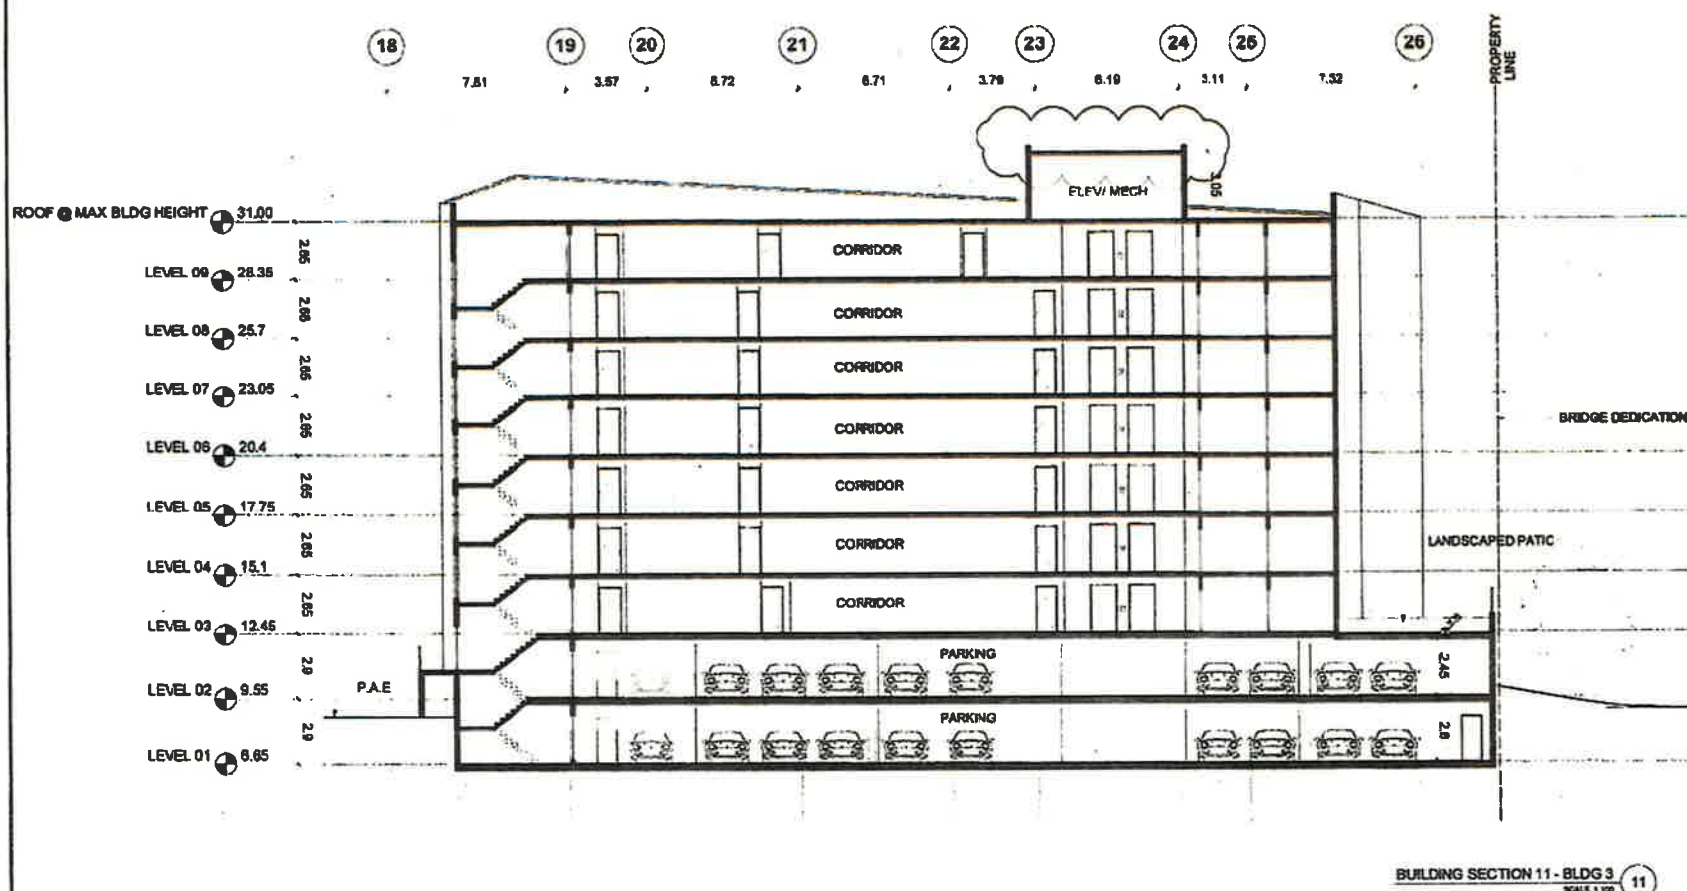 18 19 20 21 22 23 24 25 26
PROPERTY
LINE
7.61 3.57 6.72 6.71 3.79 6.19 3.11 7.32
ELEV/ MECH
ROOF @ MAX BLDG HEIGHT 31.00
2.65
CORRIDOR
LEVEL 09 28.35
2.65
CORRIDOR
LEVEL 08 25.7
2.65
CORRIDOR
LEVEL 07 23.05
2.65
CORRIDOR
BRIDGE DEDICATION
LEVEL 06 20.4
2.65
CORRIDOR
LEVEL 05 17.75
2.65
CORRIDOR
LANDSCAPED PATIO
LEVEL 04 15.1
2.65
CORRIDOR
LEVEL 03 12.45
2.9
PARKING
2.45
P.A.E
LEVEL 02 9.55
2.9
PARKING
2.6
LEVEL 01 6.65
BUILDING SECTION 11 - BLDG 3
11